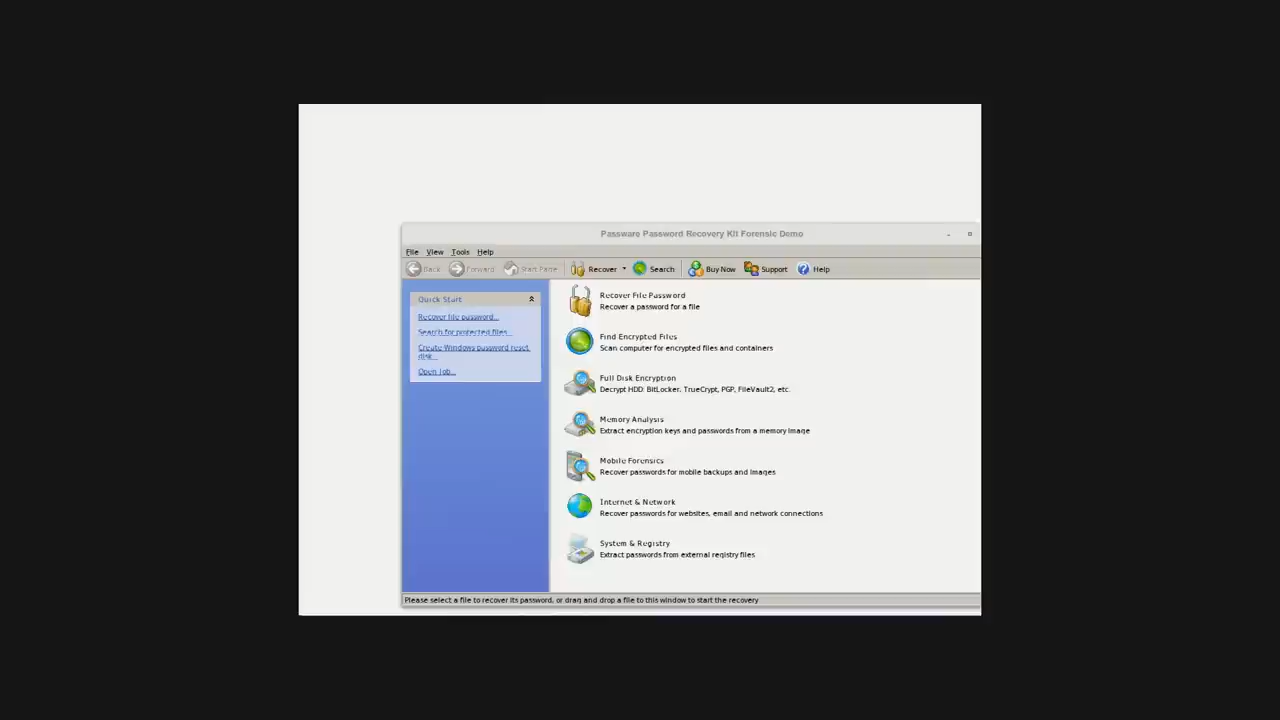 Passware Password Recovery Kit Forensic Demo
File View Tools Help
Back Forward Start Page Recover Search Buy Now Support Help
Quick Start
Recover file password...
Search for protected files...
Create Windows password reset
disk...
Open Job...
Recover File Password
Recover a password for a file
Find Encrypted Files
Scan computer for encrypted files and containers
Full Disk Encryption
Decrypt HDD: BitLocker, TrueCrypt, PGP, FileVault2, etc.
Memory Analysis
Extract encryption keys and passwords from a memory image
Mobile Forensics
Recover passwords for mobile backups and images
Internet & Network
Recover passwords for websites, email and network connections
System & Registry
Extract passwords from external registry files
Please select a file to recover its password, or drag and drop a file to this window to start the recovery